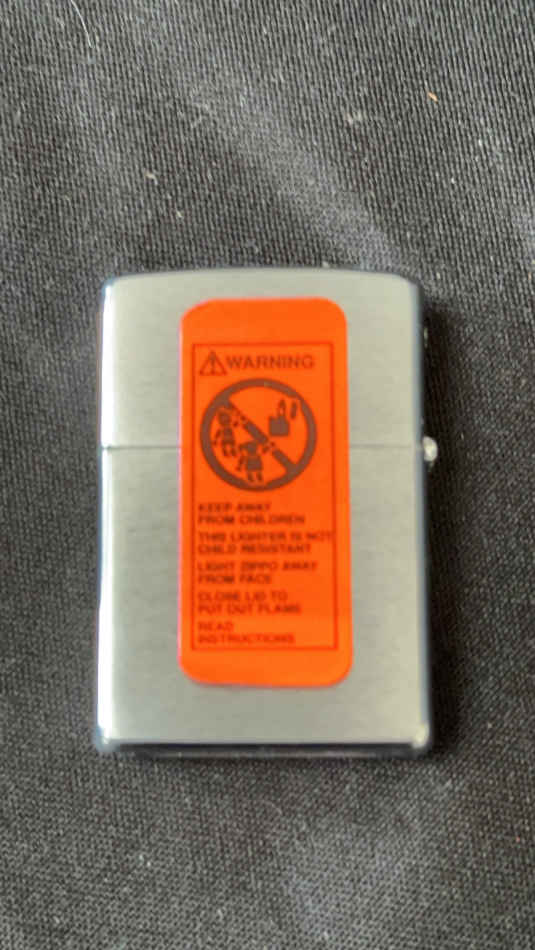 WARNING
KEEP AWAY
FROM CHILDREN
THIS LIGHTER IS NOT
CHILD RESISTANT
LIGHT ZIPPO AWAY
FROM FACE
CLOSE LID TO
PUT OUT FLAME
READ
INSTRUCTIONS